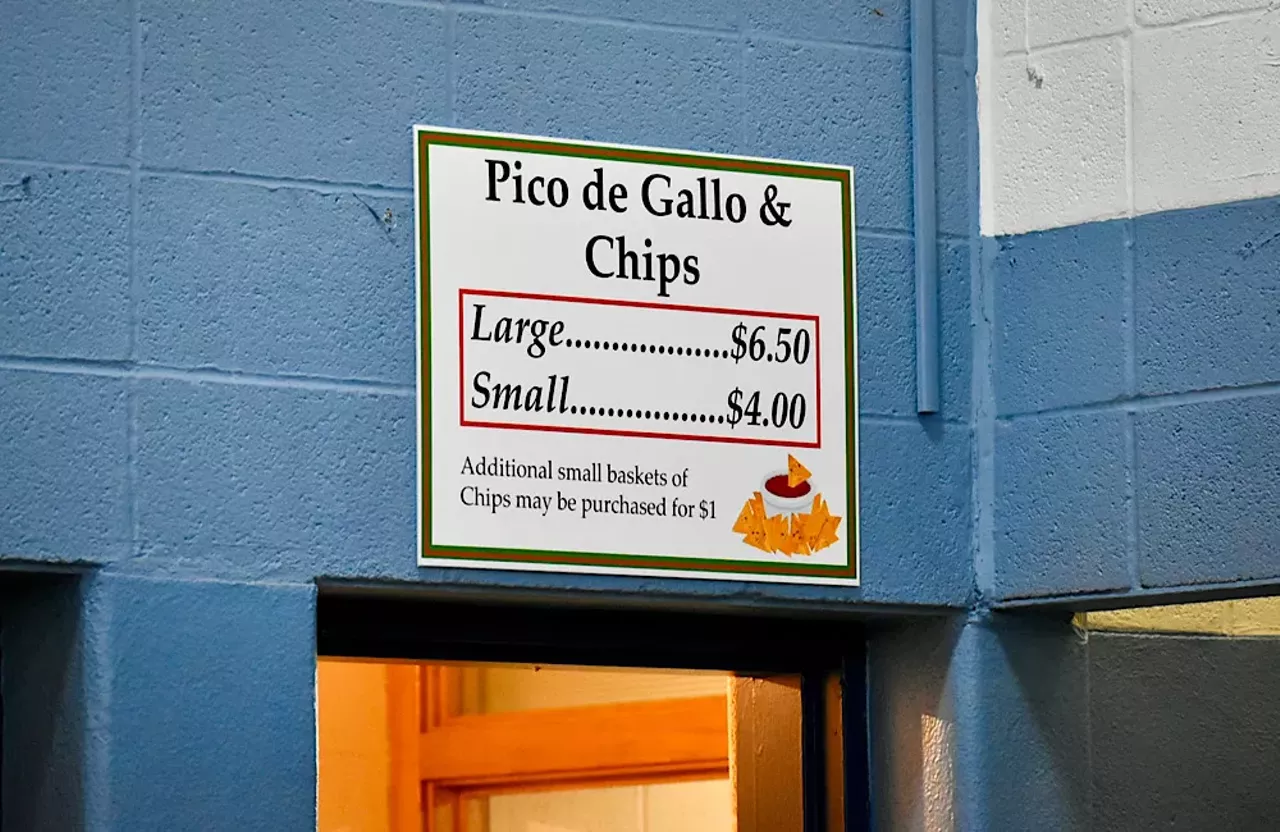 Pico de Gallo &
Chips
Large..................$6.50
Small.................$4.00
Additional small baskets of
Chips may be purchased for $1